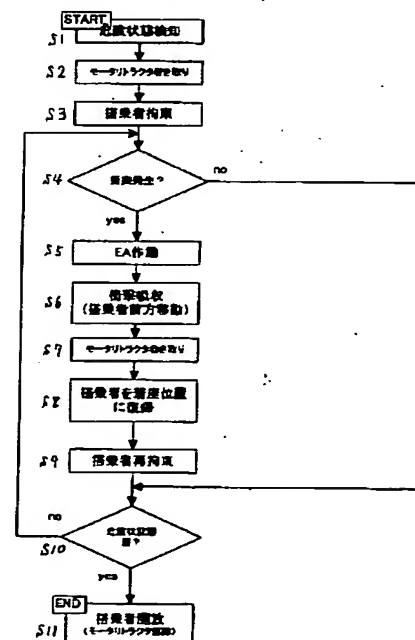 START
S1
危険状態検知
S2
モータリトラクタ巻き取り
S3
搭乗者拘束
S4
衝突発生?
no
yes
S5
EA作動
S6
衝撃吸収
(搭乗者前方移動)
S7
モータリトラクタ巻き取り
S8
搭乗者を着座位置
に復帰
S9
搭乗者再拘束
no
S10
危険状態
?
yes
END
S11
搭乗者開放
(モータリトラクタ